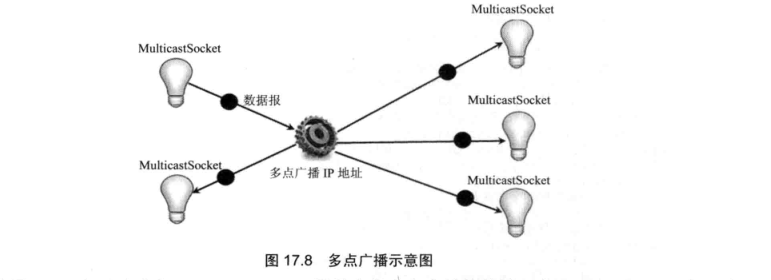 MulticastSocket
MulticastSocket
数据报
MulticastSocket
MulticastSocket
多点广播 IP 地址
MulticastSocket
图 17.8 多点广播示意图